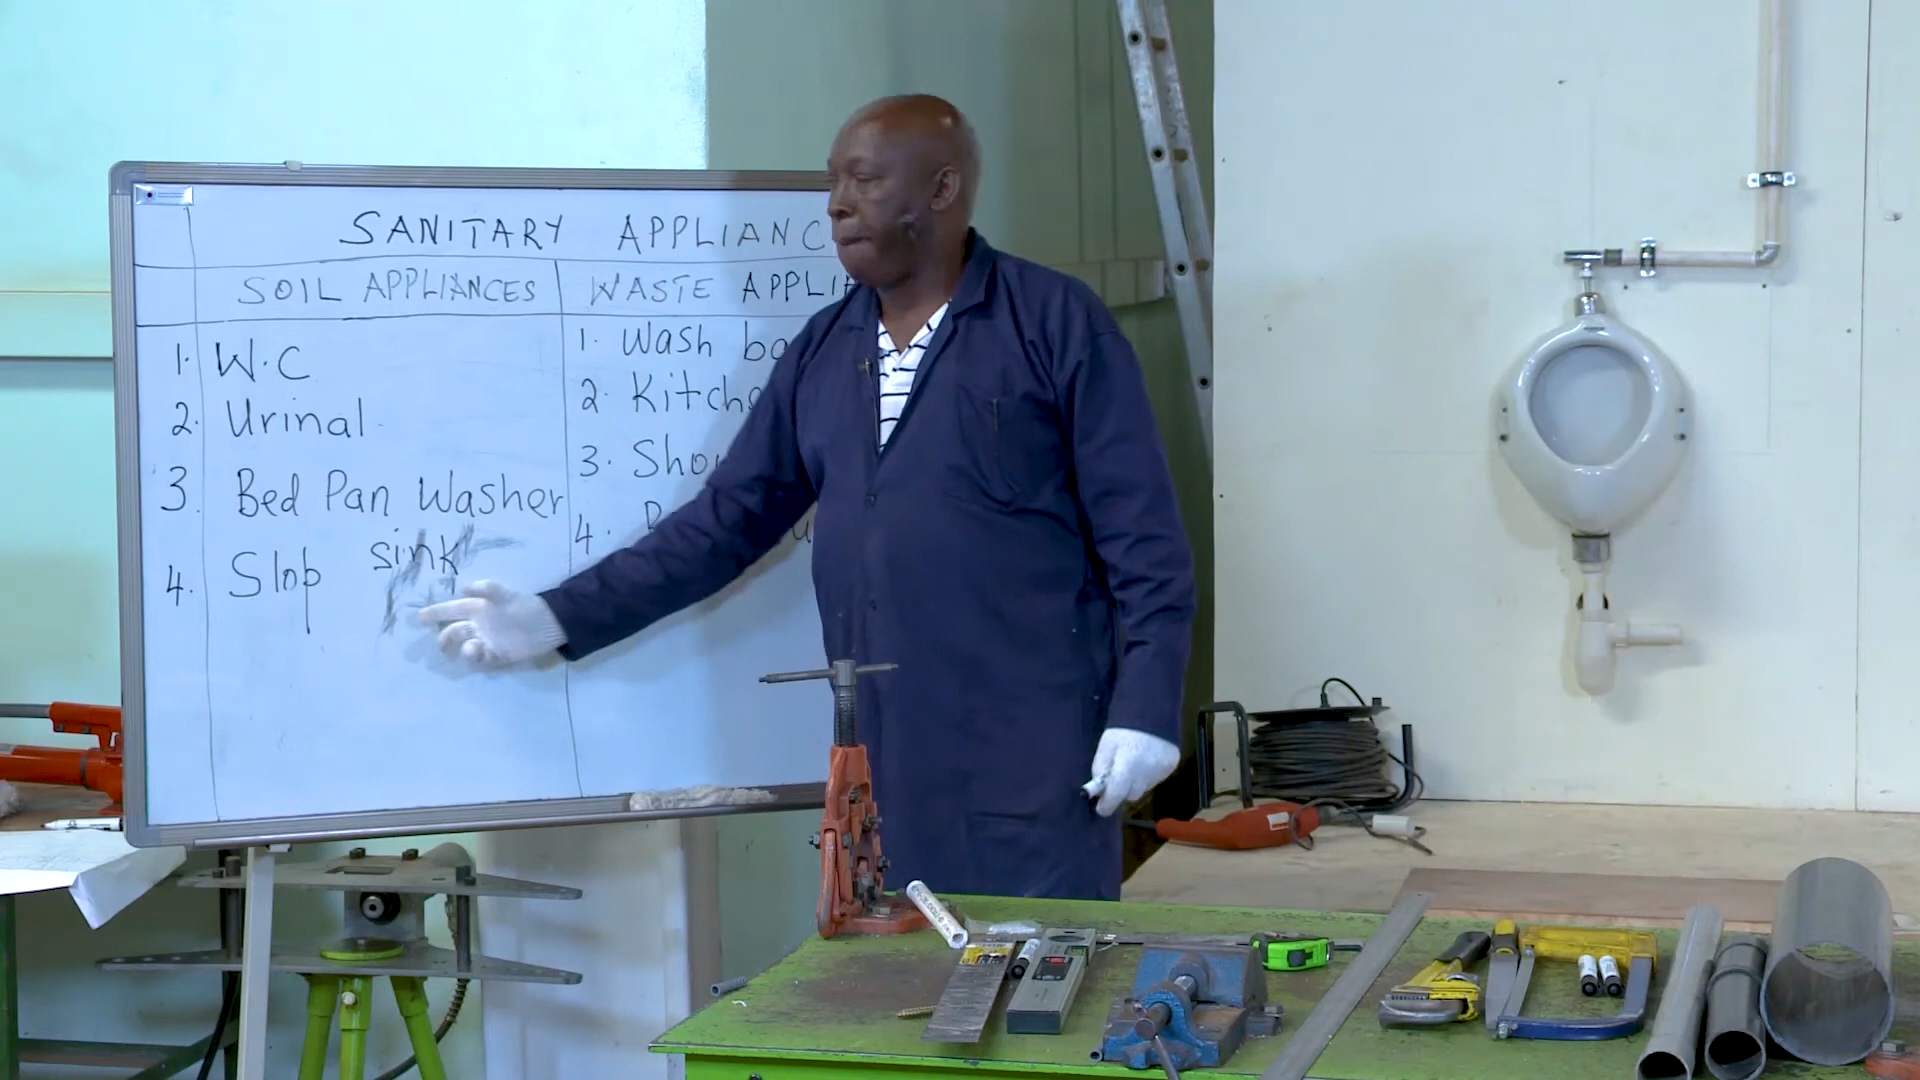 SANITARY APPLIANC
SOIL APPLIANCES WASTE APPLIA
1. W.C
2. Urinal
3. Bed Pan Washer
4. Slop sink
1. Wash ba
2. Kitche
3. Sho
4.